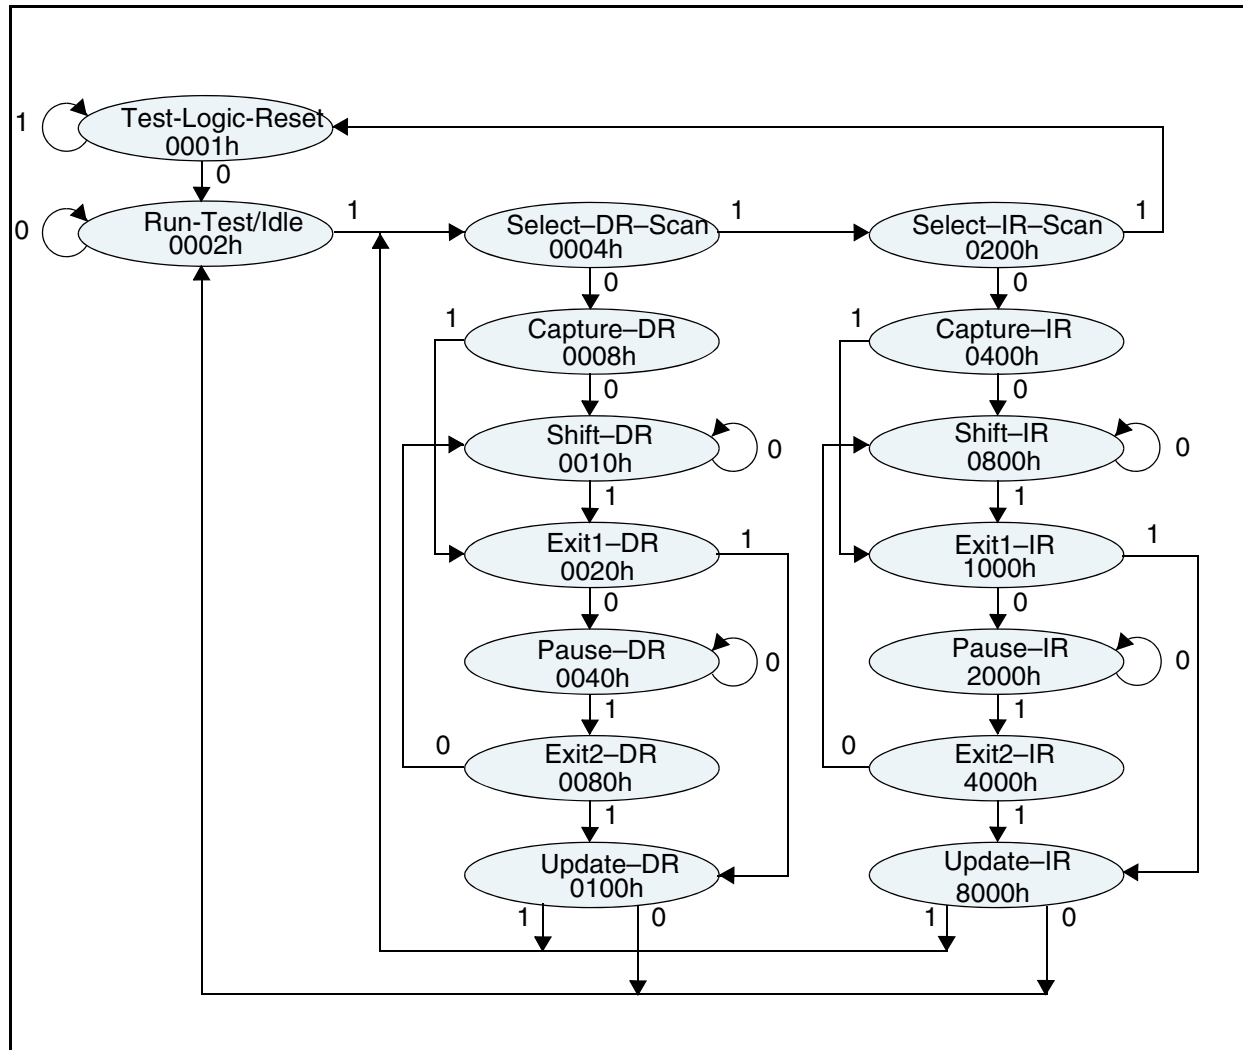 Test-Logic-Reset
0001h
1
0
Run-Test/Idle
0002h
0
1
Select–DR–Scan
0004h
1
0
Select–IR–Scan
0200h
1
0
Capture–DR
0008h
1
0
Capture–IR
0400h
1
0
Shift–DR
0010h
0
1
Shift–IR
0800h
0
1
Exit1–DR
0020h
1
0
Exit1–IR
1000h
1
0
Pause–DR
0040h
0
1
Pause–IR
2000h
0
1
Exit2–DR
0080h
0
1
Exit2–IR
4000h
0
1
Update–DR
0100h
1
0
Update–IR
8000h
1
0